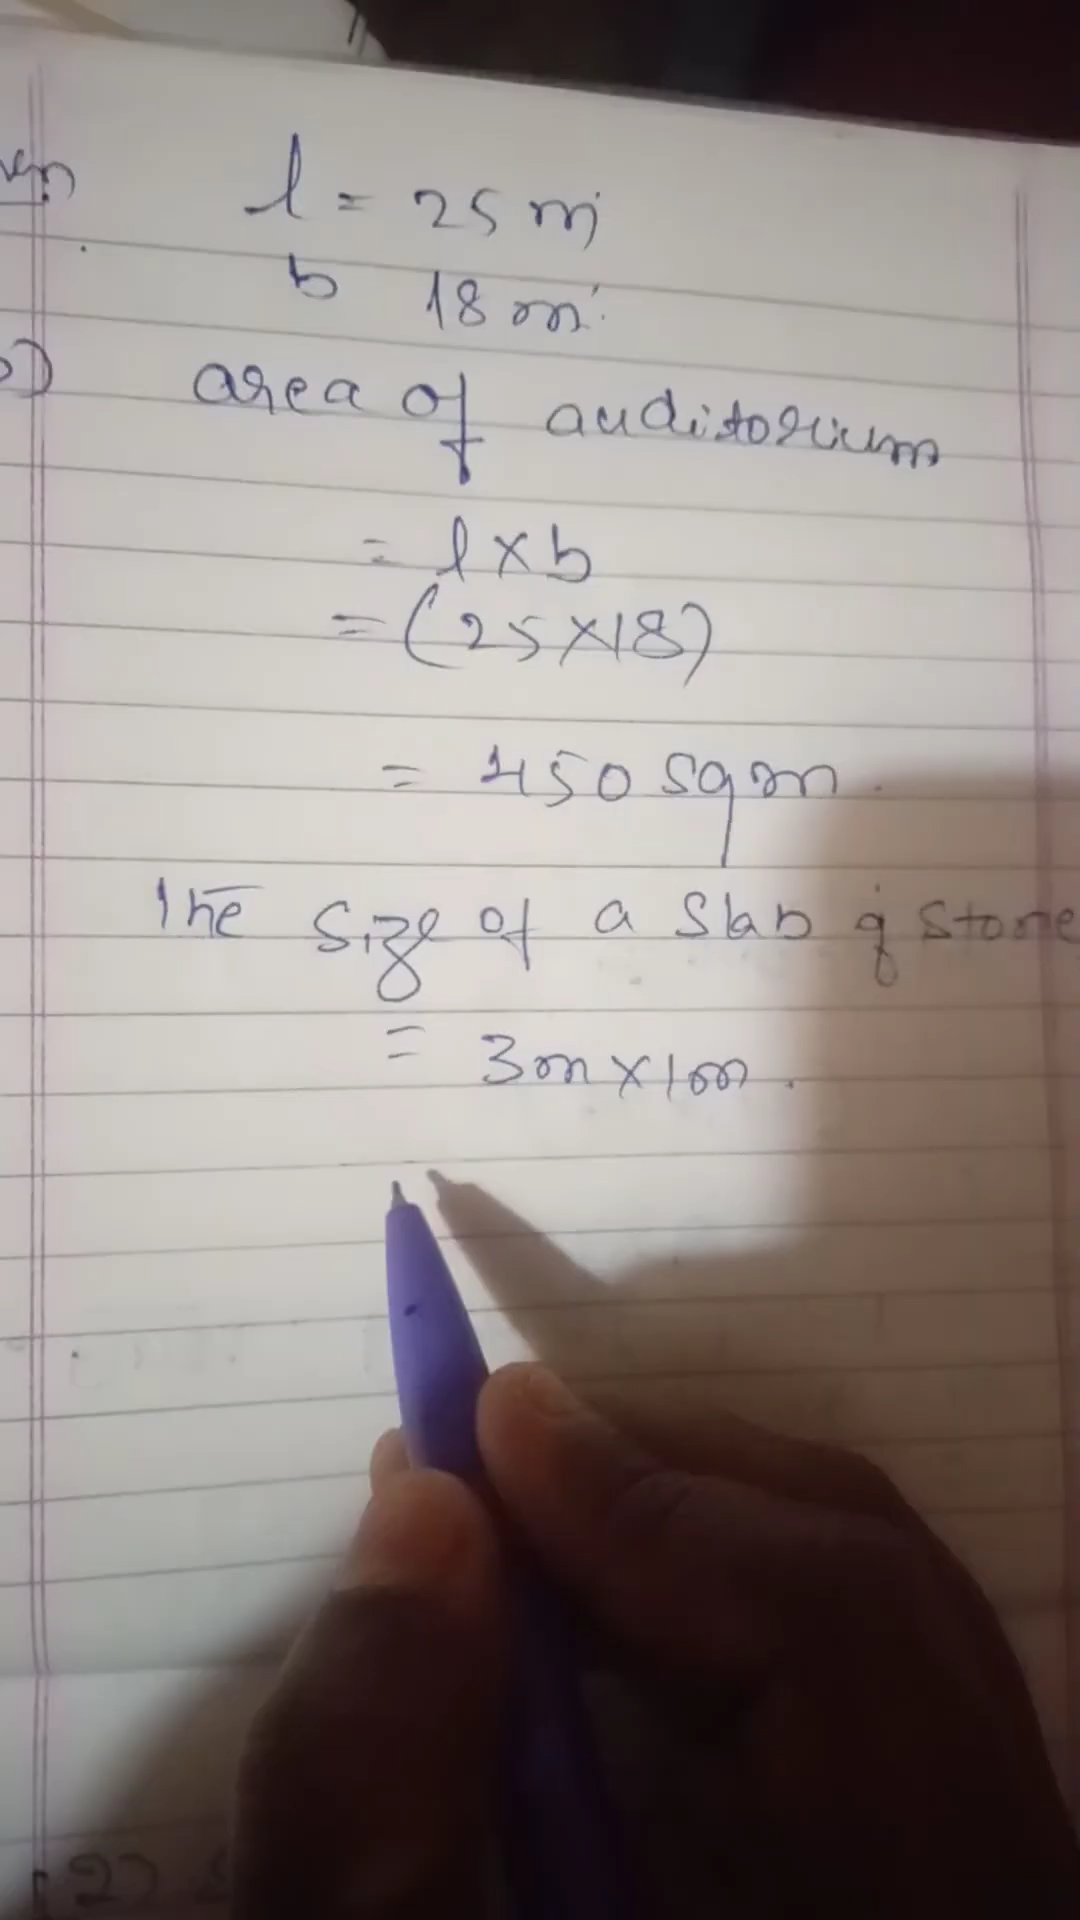 l = 25 m
b 18 m.
area of auditorium
= l × b
= (25 × 18)
= 450 sq m.
The size of a slab of stone
= 3m × 1m.